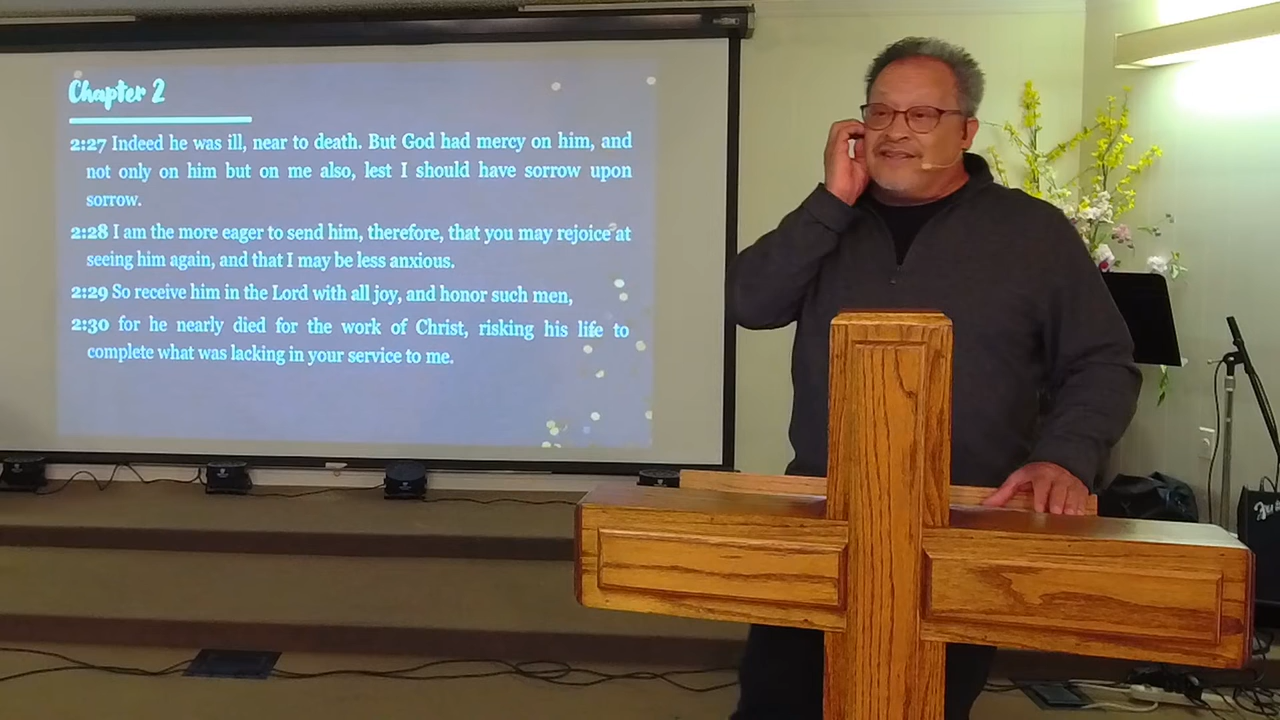 Chapter 2
2:27 Indeed he was ill, near to death. But God had mercy on him, and
not only on him but on me also, lest I should have sorrow upon
sorrow.
2:28 I am the more eager to send him, therefore, that you may rejoice at
seeing him again, and that I may be less anxious.
2:29 So receive him in the Lord with all joy, and honor such men,
2:30 for he nearly died for the work of Christ, risking his life to
complete what was lacking in your service to me.